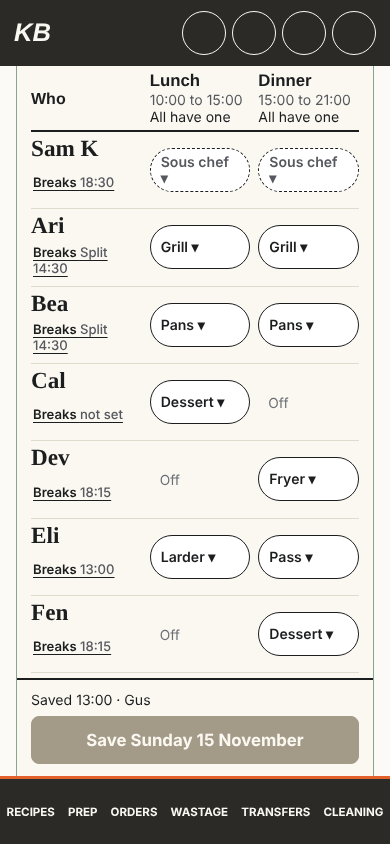 KB
Who
Lunch
10:00 to 15:00
All have one
Dinner
15:00 to 21:00
All have one
Sam K
Breaks 18:30
Sous chef ▾
Sous chef ▾
Ari
Breaks Split
14:30
Grill ▾
Grill ▾
Bea
Breaks Split
14:30
Pans ▾
Pans ▾
Cal
Breaks not set
Dessert ▾
Off
Dev
Breaks 18:15
Off
Fryer ▾
Eli
Breaks 13:00
Larder ▾
Pass ▾
Fen
Breaks 18:15
Off
Dessert ▾
Saved 13:00 · Gus
Save Sunday 15 November
RECIPES PREP ORDERS WASTAGE TRANSFERS CLEANING